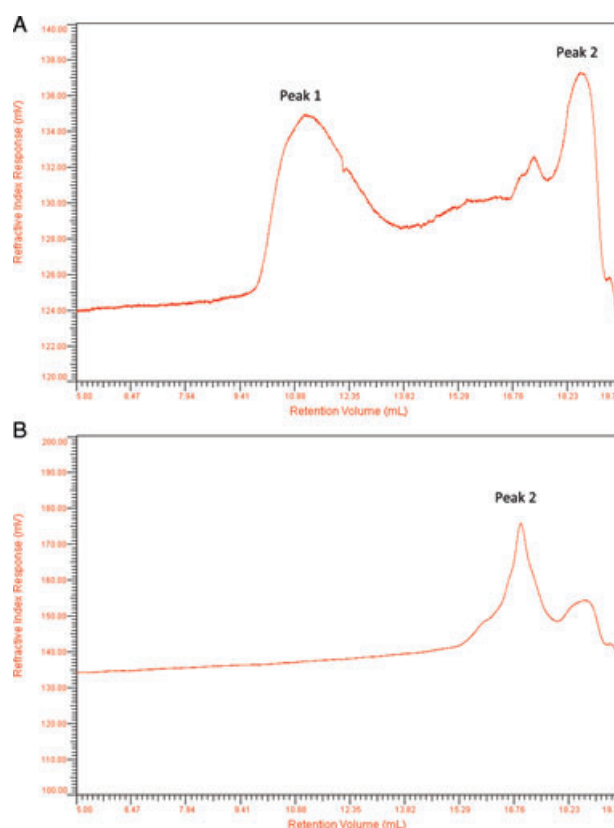 A
Peak 1
Peak 2
Refractive Index Response (mV)
140.00
138.00
136.00
134.00
132.00
130.00
128.00
126.00
124.00
122.00
120.00
5.00 6.47 7.94 9.41 10.88 12.35 13.82 15.29 16.76 18.23
Retention Volume (mL)
B
Peak 2
Refractive Index Response (mV)
200.00
190.00
180.00
170.00
160.00
150.00
140.00
130.00
120.00
110.00
100.00
5.00 6.47 7.94 9.41 10.88 12.35 13.82 15.29 16.76 18.23
Retention Volume (mL)